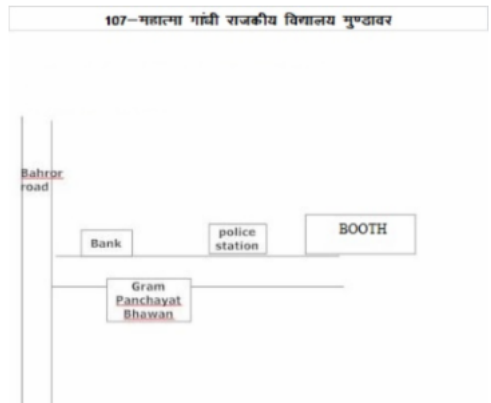 107–महात्मा गांधी राजकीय विद्यालय मुण्डावर
Bahror
road
Bank
police
station
BOOTH
Gram
Panchayat
Bhawan